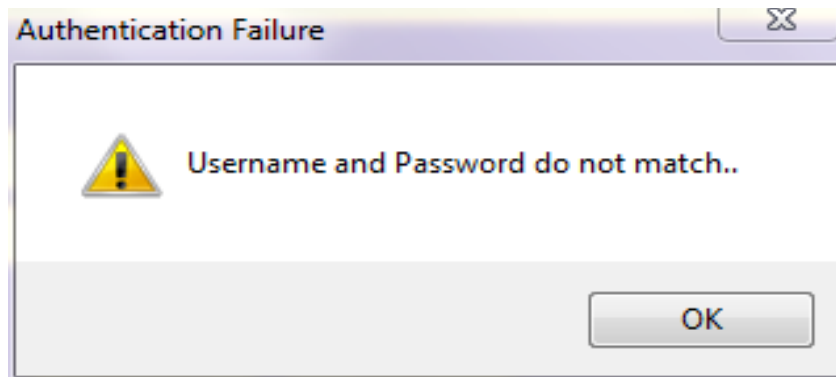 Authentication Failure
Username and Password do not match..
OK